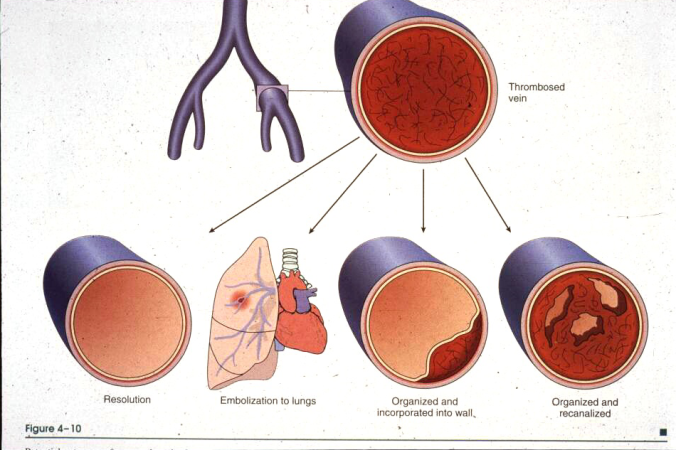 Thrombosed
vein
Resolution
Embolization to lungs
Organized and
incorporated into wall
Organized and
recanalized
Figure 4–10